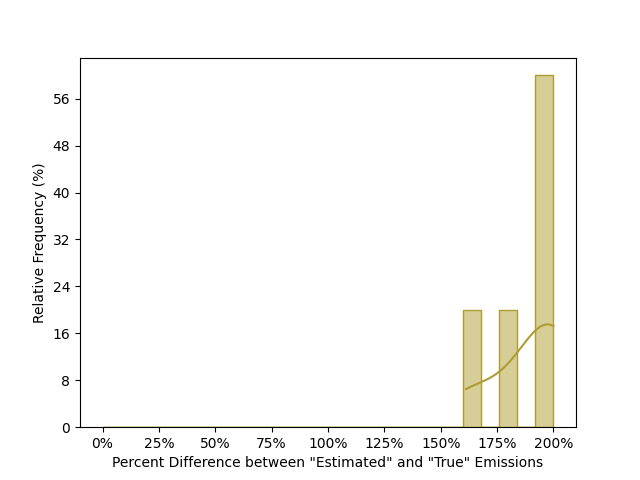 56
48
40
32
24
16
8
0
Relative Frequency (%)
0% 25% 50% 75% 100% 125% 150% 175% 200%
Percent Difference between "Estimated" and "True" Emissions